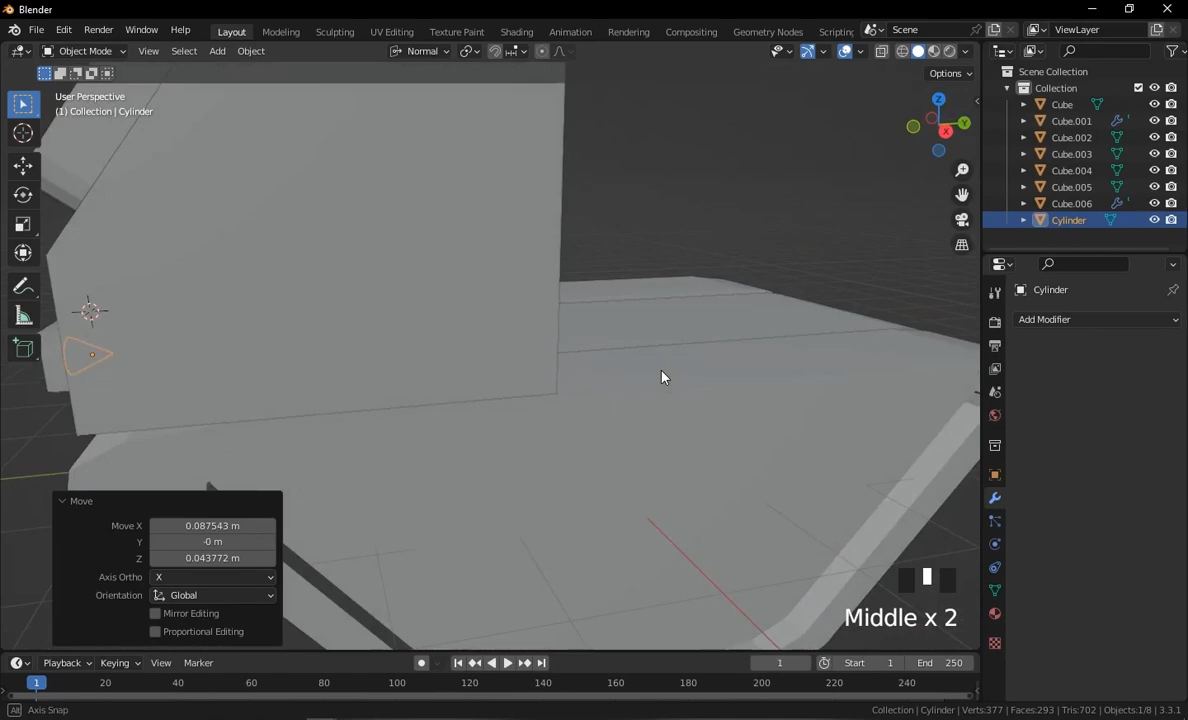 Blender
File Edit Render Window Help Layout Modeling Sculpting UV Editing Texture Paint Shading Animation Rendering Compositing Geometry Nodes Scripting Scene ViewLayer
Object Mode View Select Add Object Normal
Options
User Perspective
(1) Collection | Cylinder
Z
Y
X
Scene Collection
Collection
Cube
Cube.001
Cube.002
Cube.003
Cube.004
Cube.005
Cube.006
Cylinder
Cylinder
Add Modifier
Move
Move X 0.087543 m
Y -0 m
Z 0.043772 m
Axis Ortho X
Orientation Global
Mirror Editing
Proportional Editing
Middle x 2
Playback Keying View Marker 1 Start 1 End 250
1 20 40 60 80 100 120 140 160 180 200 220 240
Alt Axis Snap Collection | Cylinder | Verts:377 | Faces:293 | Tris:702 | Objects:1/8 | 3.3.1